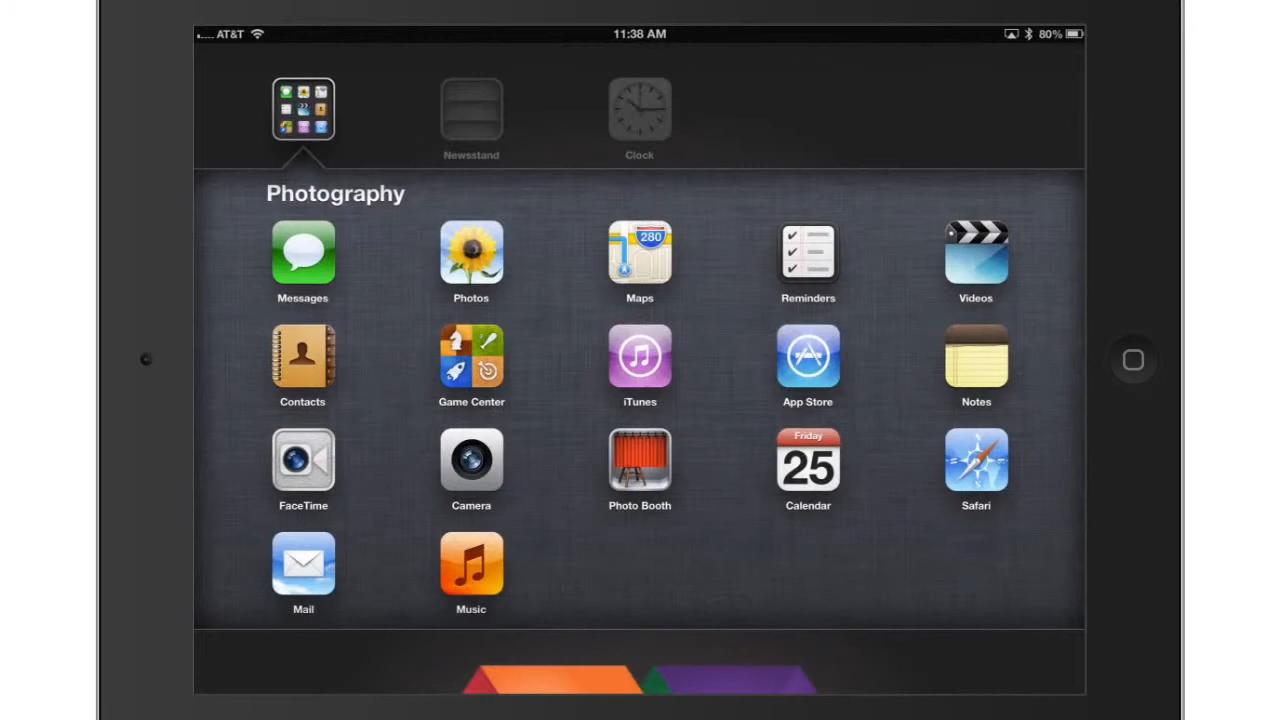 AT&T 11:38 AM 80%
Newsstand Clock
Photography
280
Messages Photos Maps Reminders Videos
Contacts Game Center iTunes App Store Notes
Friday
25
FaceTime Camera Photo Booth Calendar Safari
Mail Music